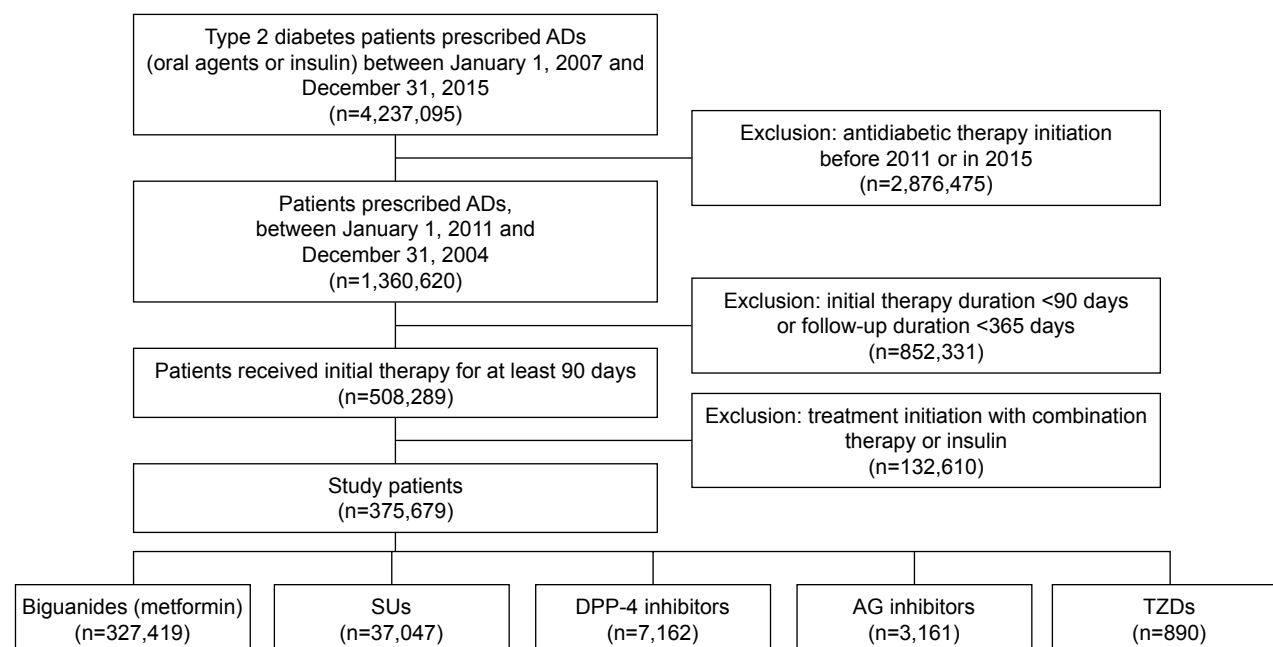 Type 2 diabetes patients prescribed ADs
(oral agents or insulin) between January 1, 2007 and
December 31, 2015
(n=4,237,095)
Exclusion: antidiabetic therapy initiation
before 2011 or in 2015
(n=2,876,475)
Patients prescribed ADs,
between January 1, 2011 and
December 31, 2004
(n=1,360,620)
Exclusion: initial therapy duration <90 days
or follow-up duration <365 days
(n=852,331)
Patients received initial therapy for at least 90 days
(n=508,289)
Exclusion: treatment initiation with combination
therapy or insulin
(n=132,610)
Study patients
(n=375,679)
Biguanides (metformin)
(n=327,419)
SUs
(n=37,047)
DPP-4 inhibitors
(n=7,162)
AG inhibitors
(n=3,161)
TZDs
(n=890)